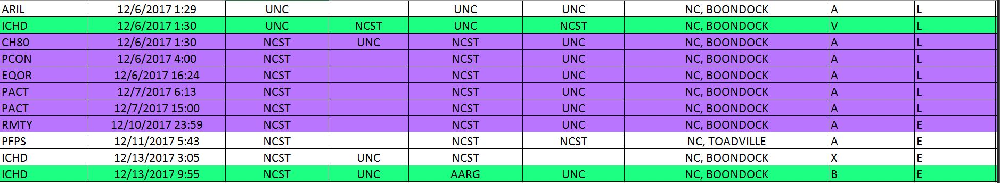 ARIL 12/6/2017 1:29 UNC UNC UNC NC, BOONDOCK A L
ICHD 12/6/2017 1:30 UNC NCST UNC NCST NC, BOONDOCK V L
CH80 12/6/2017 1:30 NCST UNC NCST UNC NC, BOONDOCK A L
PCON 12/6/2017 4:00 NCST NCST UNC NC, BOONDOCK A L
EQOR 12/6/2017 16:24 NCST NCST UNC NC, BOONDOCK A L
PACT 12/7/2017 6:13 NCST NCST UNC NC, BOONDOCK A L
PACT 12/7/2017 15:00 NCST NCST UNC NC, BOONDOCK A L
RMTY 12/10/2017 23:59 NCST NCST UNC NC, BOONDOCK A E
PFPS 12/11/2017 5:43 NCST NCST NCST NC, TOADVILLE A E
ICHD 12/13/2017 3:05 NCST UNC NCST NC, BOONDOCK X E
ICHD 12/13/2017 9:55 NCST UNC AARG UNC NC, BOONDOCK B E